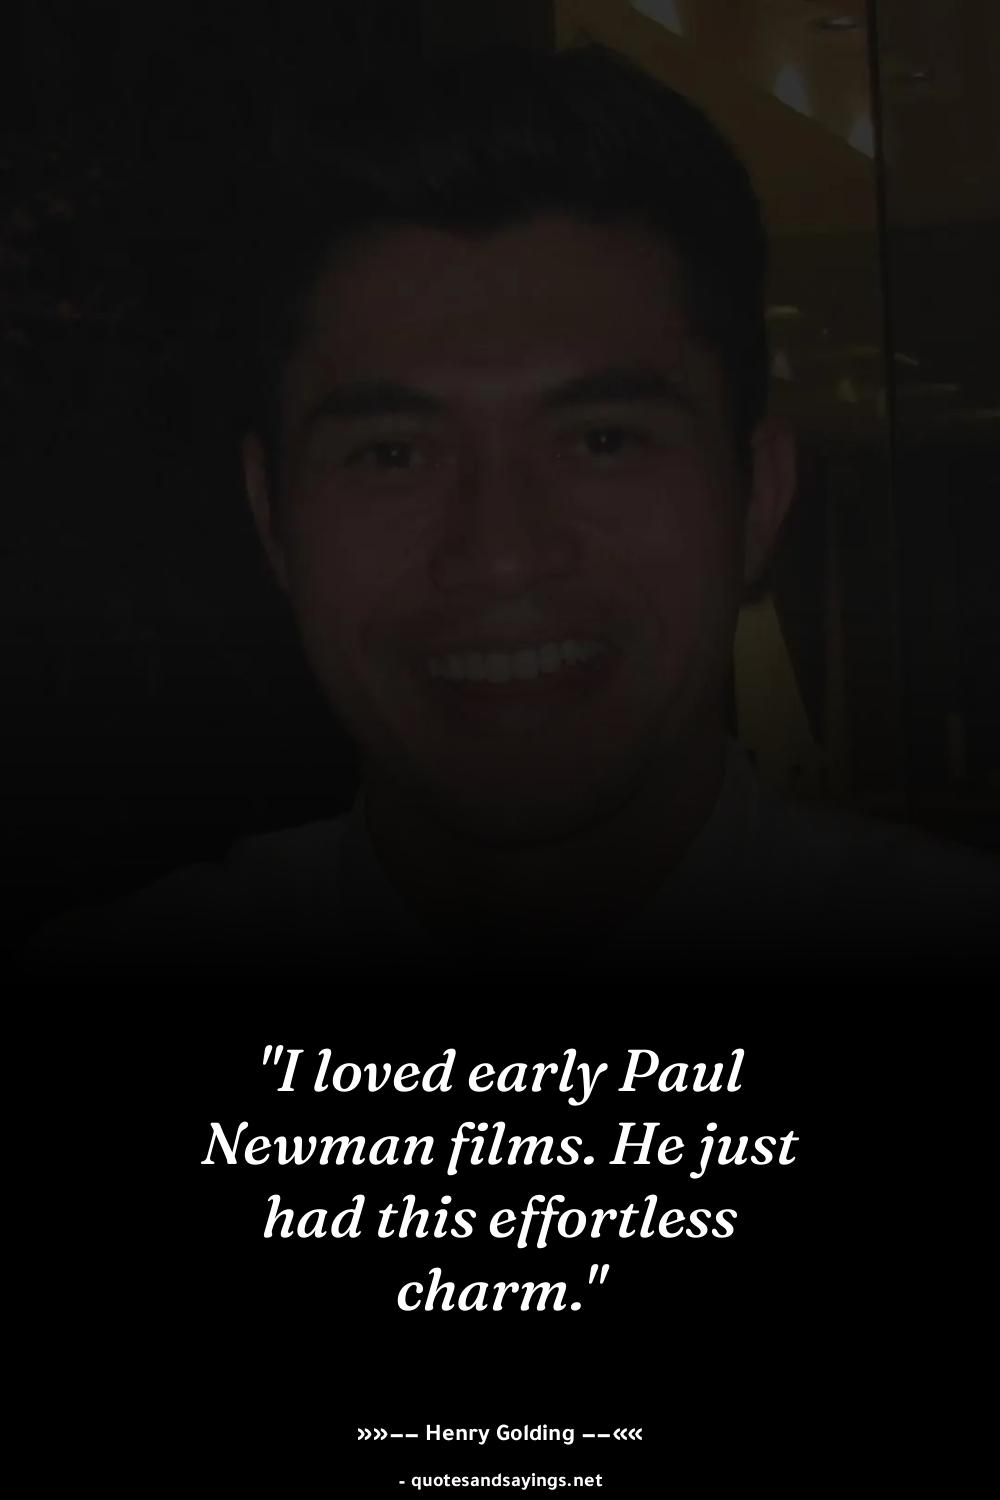 "I loved early Paul
Newman films. He just
had this effortless
charm."
»»−− Henry Golding −−««
- quotesandsayings.net